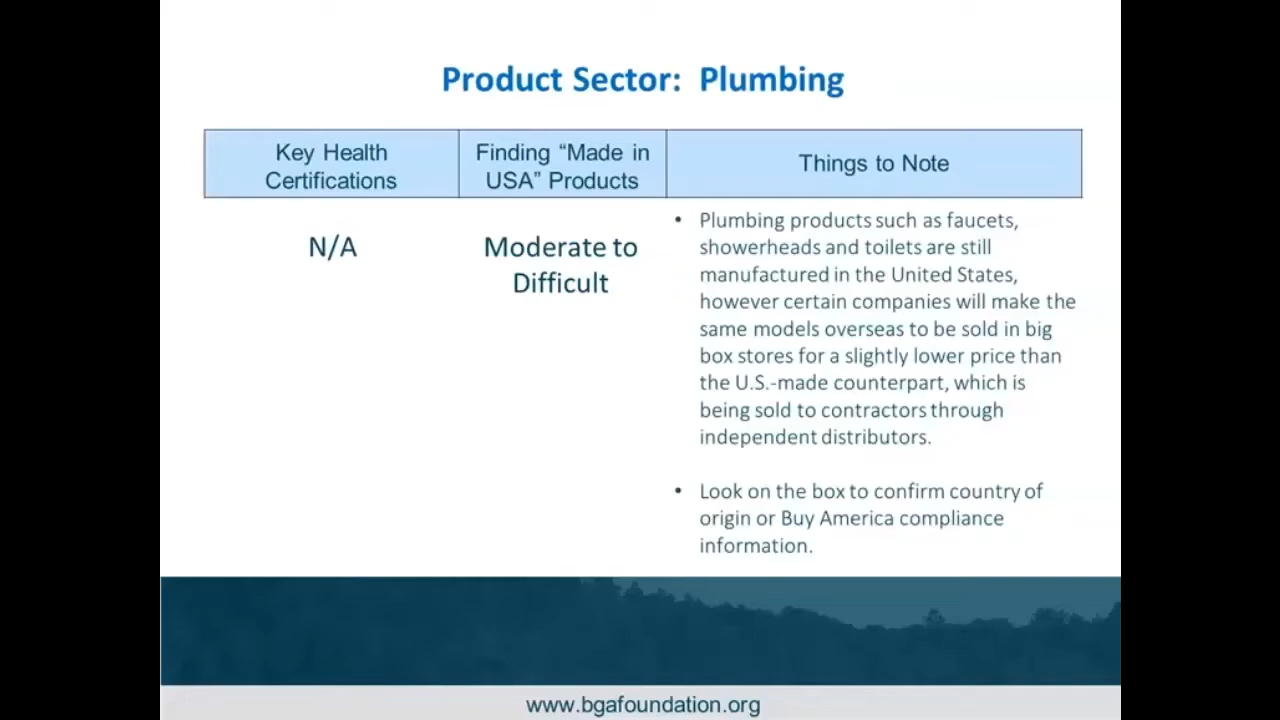 Product Sector: Plumbing
Key Health
Certifications
Finding “Made in
USA” Products
Things to Note
N/A
Moderate to
Difficult
• Plumbing products such as faucets,
showerheads and toilets are still
manufactured in the United States,
however certain companies will make the
same models overseas to be sold in big
box stores for a slightly lower price than
the U.S.-made counterpart, which is
being sold to contractors through
independent distributors.
• Look on the box to confirm country of
origin or Buy America compliance
information.
www.bgafoundation.org